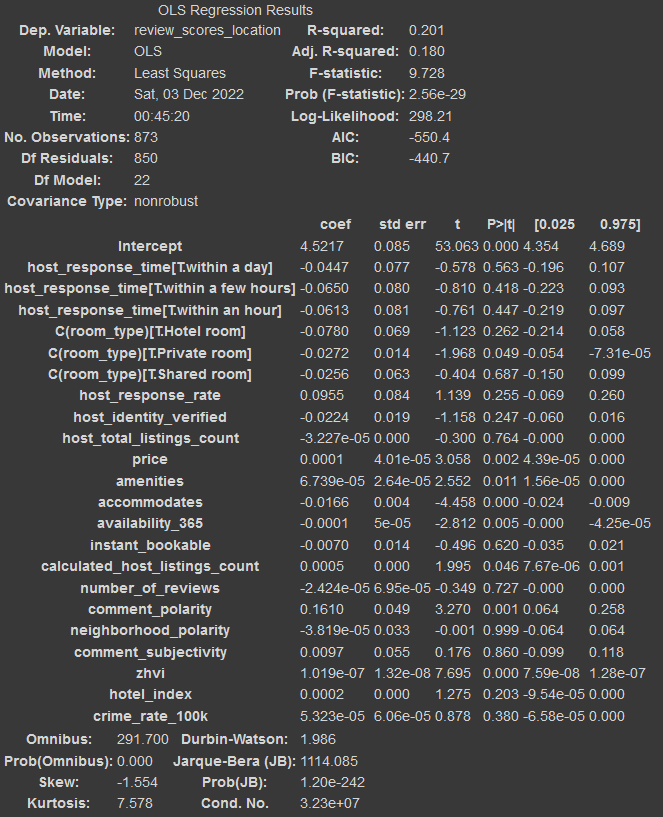 OLS Regression Results
Dep. Variable: review_scores_location R-squared: 0.201
Model: OLS Adj. R-squared: 0.180
Method: Least Squares F-statistic: 9.728
Date: Sat, 03 Dec 2022 Prob (F-statistic): 2.56e-29
Time: 00:45:20 Log-Likelihood: 298.21
No. Observations: 873 AIC: -550.4
Df Residuals: 850 BIC: -440.7
Df Model: 22
Covariance Type: nonrobust
coef std err t P>|t| [0.025 0.975]
Intercept 4.5217 0.085 53.063 0.000 4.354 4.689
host_response_time[T.within a day] -0.0447 0.077 -0.578 0.563 -0.196 0.107
host_response_time[T.within a few hours] -0.0650 0.080 -0.810 0.418 -0.223 0.093
host_response_time[T.within an hour] -0.0613 0.081 -0.761 0.447 -0.219 0.097
C(room_type)[T.Hotel room] -0.0780 0.069 -1.123 0.262 -0.214 0.058
C(room_type)[T.Private room] -0.0272 0.014 -1.968 0.049 -0.054 -7.31e-05
C(room_type)[T.Shared room] -0.0256 0.063 -0.404 0.687 -0.150 0.099
host_response_rate 0.0955 0.084 1.139 0.255 -0.069 0.260
host_identity_verified -0.0224 0.019 -1.158 0.247 -0.060 0.016
host_total_listings_count -3.227e-05 0.000 -0.300 0.764 -0.000 0.000
price 0.0001 4.01e-05 3.058 0.002 4.39e-05 0.000
amenities 6.739e-05 2.64e-05 2.552 0.011 1.56e-05 0.000
accommodates -0.0166 0.004 -4.458 0.000 -0.024 -0.009
availability_365 -0.0001 5e-05 -2.812 0.005 -0.000 -4.25e-05
instant_bookable -0.0070 0.014 -0.496 0.620 -0.035 0.021
calculated_host_listings_count 0.0005 0.000 1.995 0.046 7.67e-06 0.001
number_of_reviews -2.424e-05 6.95e-05 -0.349 0.727 -0.000 0.000
comment_polarity 0.1610 0.049 3.270 0.001 0.064 0.258
neighborhood_polarity -3.819e-05 0.033 -0.001 0.999 -0.064 0.064
comment_subjectivity 0.0097 0.055 0.176 0.860 -0.099 0.118
zhvi 1.019e-07 1.32e-08 7.695 0.000 7.59e-08 1.28e-07
hotel_index 0.0002 0.000 1.275 0.203 -9.54e-05 0.000
crime_rate_100k 5.323e-05 6.06e-05 0.878 0.380 -6.58e-05 0.000
Omnibus: 291.700 Durbin-Watson: 1.986
Prob(Omnibus): 0.000 Jarque-Bera (JB): 1114.085
Skew: -1.554 Prob(JB): 1.20e-242
Kurtosis: 7.578 Cond. No. 3.23e+07